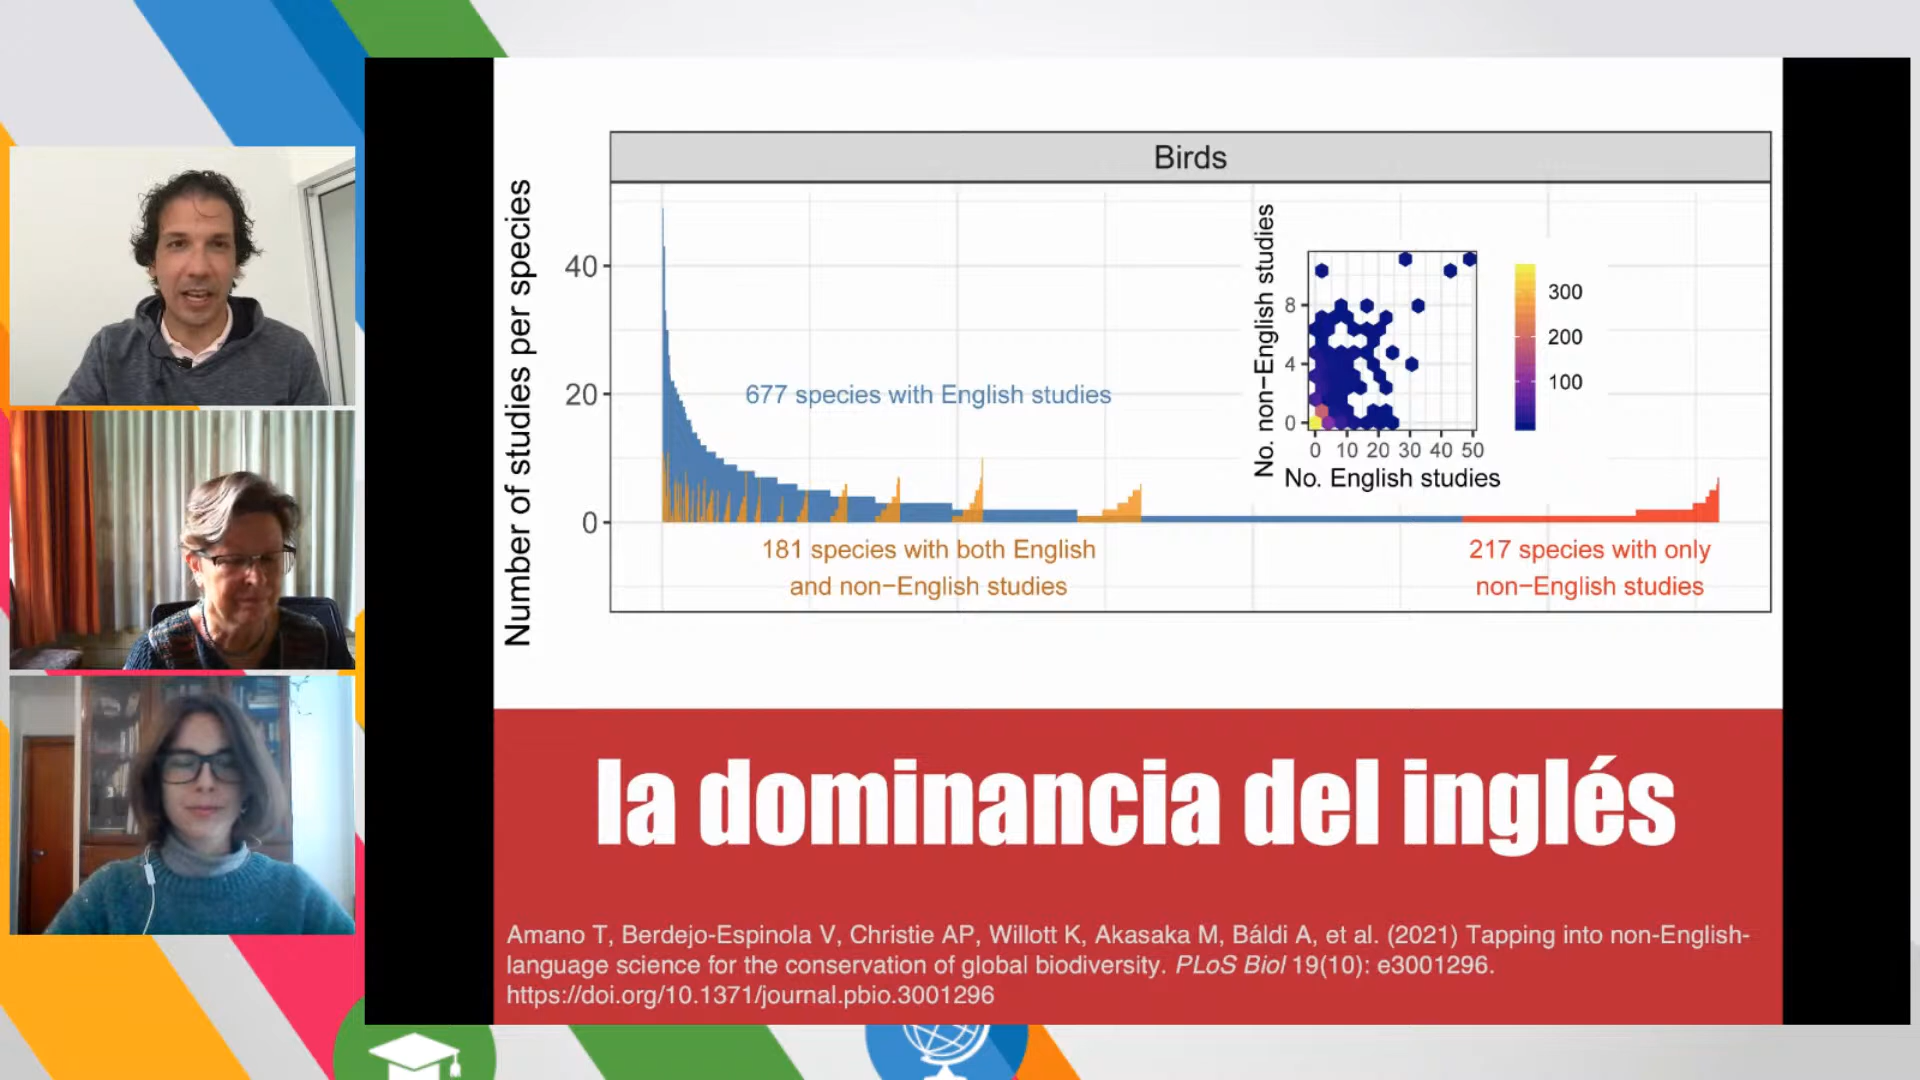 Birds
Number of studies per species
40
20
0
677 species with English studies
181 species with both English
and non−English studies
217 species with only
non−English studies
No. non−English studies
8
4
0
0 10 20 30 40 50
No. English studies
300
200
100
la dominancia del inglés
Amano T, Berdejo-Espinola V, Christie AP, Willott K, Akasaka M, Báldi A, et al. (2021) Tapping into non-English-
language science for the conservation of global biodiversity. PLoS Biol 19(10): e3001296.
https://doi.org/10.1371/journal.pbio.3001296